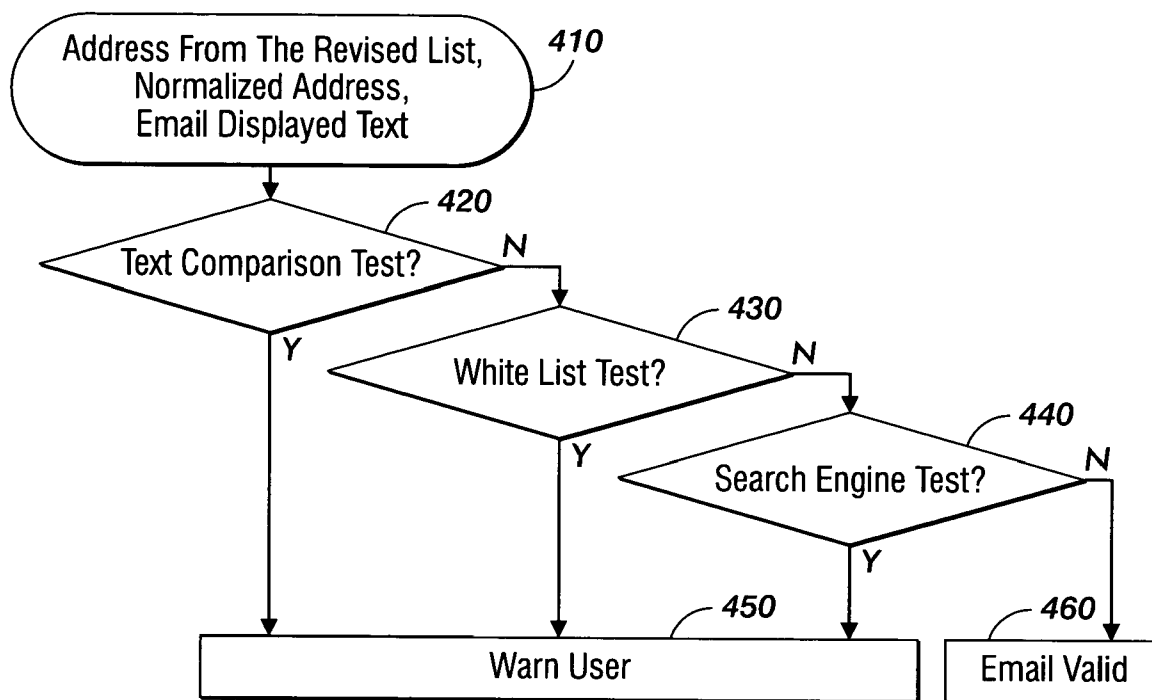 Address From The Revised List,
Normalized Address,
Email Displayed Text
410
420
Text Comparison Test?
N
Y
430
White List Test?
N
Y
440
Search Engine Test?
N
Y
450
Warn User
460
Email Valid